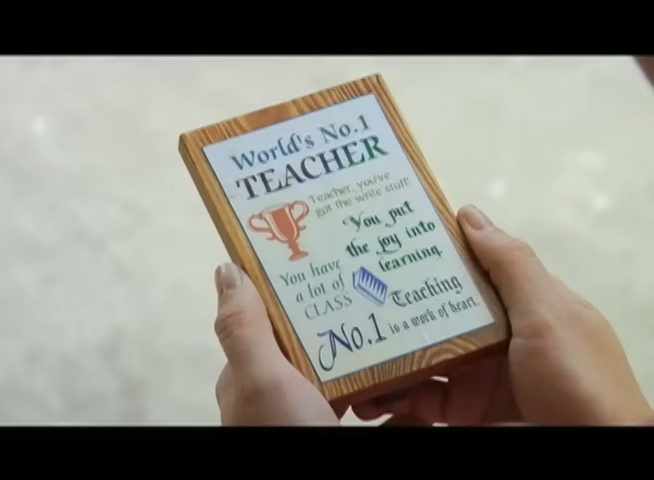 World's No.1
TEACHER
Teacher, you've
got the write stuff!
You put
the joy into
learning
You have
a lot of
CLASS
Teaching
is a work of heart.
No.1